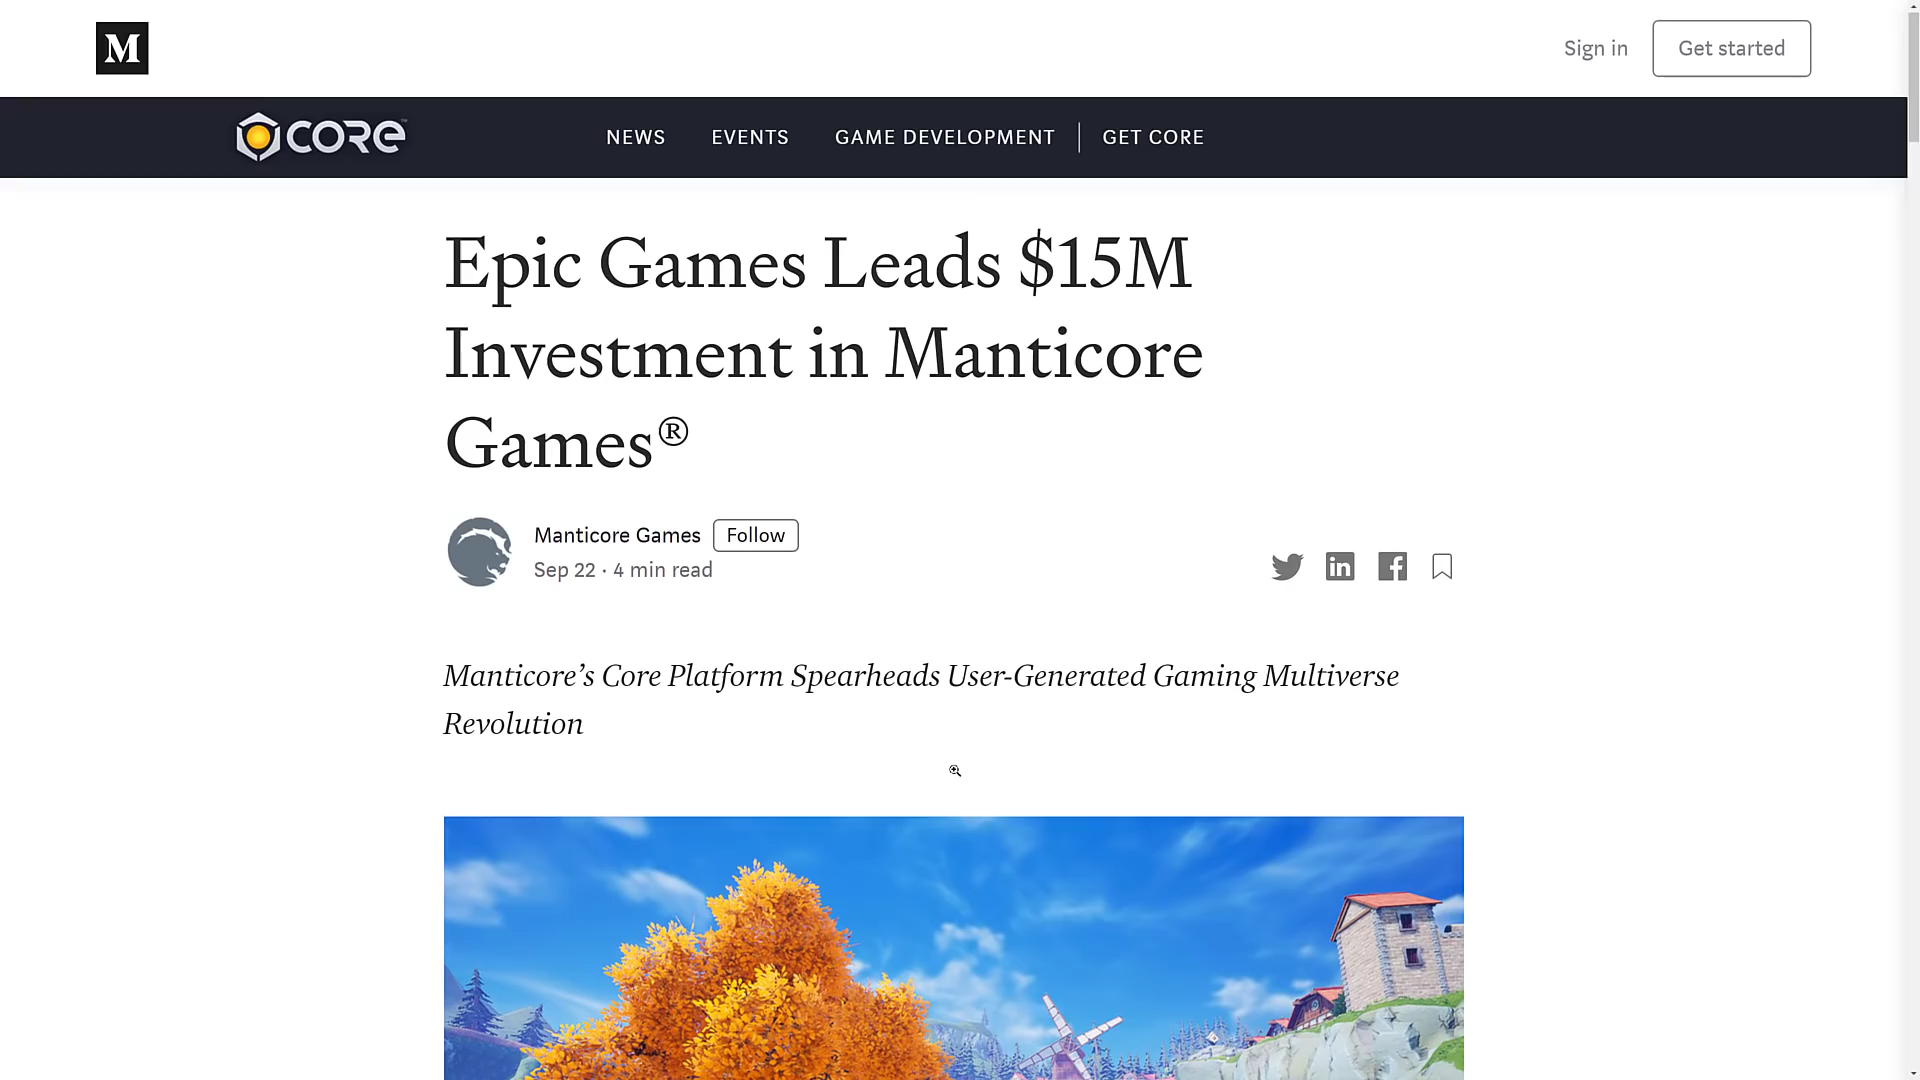 M
Sign in
Get started
CORE™
NEWS
EVENTS
GAME DEVELOPMENT
GET CORE
Epic Games Leads $15M
Investment in Manticore
Games®
Manticore Games
Follow
Sep 22 · 4 min read
Manticore’s Core Platform Spearheads User-Generated Gaming Multiverse
Revolution